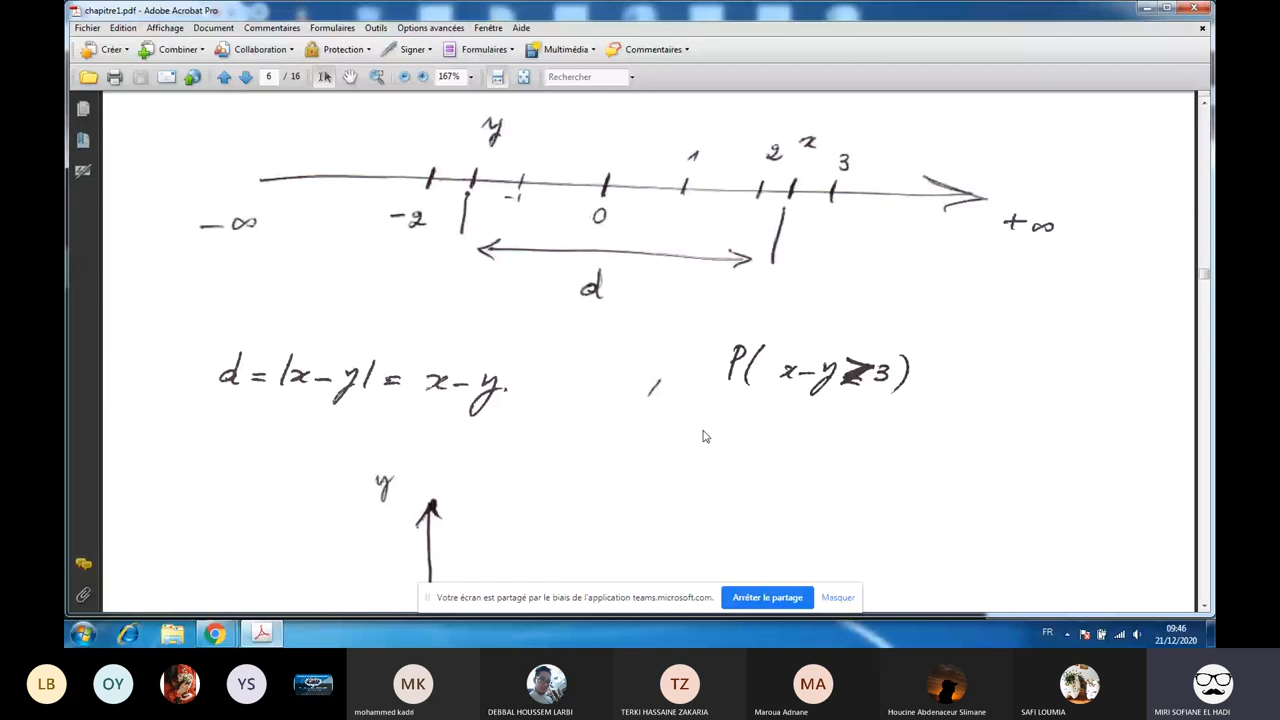 chapitre1.pdf - Adobe Acrobat Pro
Fichier Edition Affichage Document Commentaires Formulaires Outils Options avancées Fenêtre Aide
Créer Combiner Collaboration Protection Signer Formulaires Multimédia Commentaires
6 / 16 167% Rechercher
y 1 2 x 3
-2 -1 0
-∞ +∞
d
d = |x-y| = x-y. , P( x-y ≥ 3 )
y
Votre écran est partagé par le biais de l'application teams.microsoft.com. Arrêter le partage Masquer
FR 09:46
21/12/2020
LB OY YS MK TZ MA
mohammed kadri DEBBAL HOUSSEM LARBI TERKI HASSAINE ZAKARIA Maroua Adnane Houcine Abdenaceur Slimane SAFI LOUMIA MIRI SOFIANE EL HADI